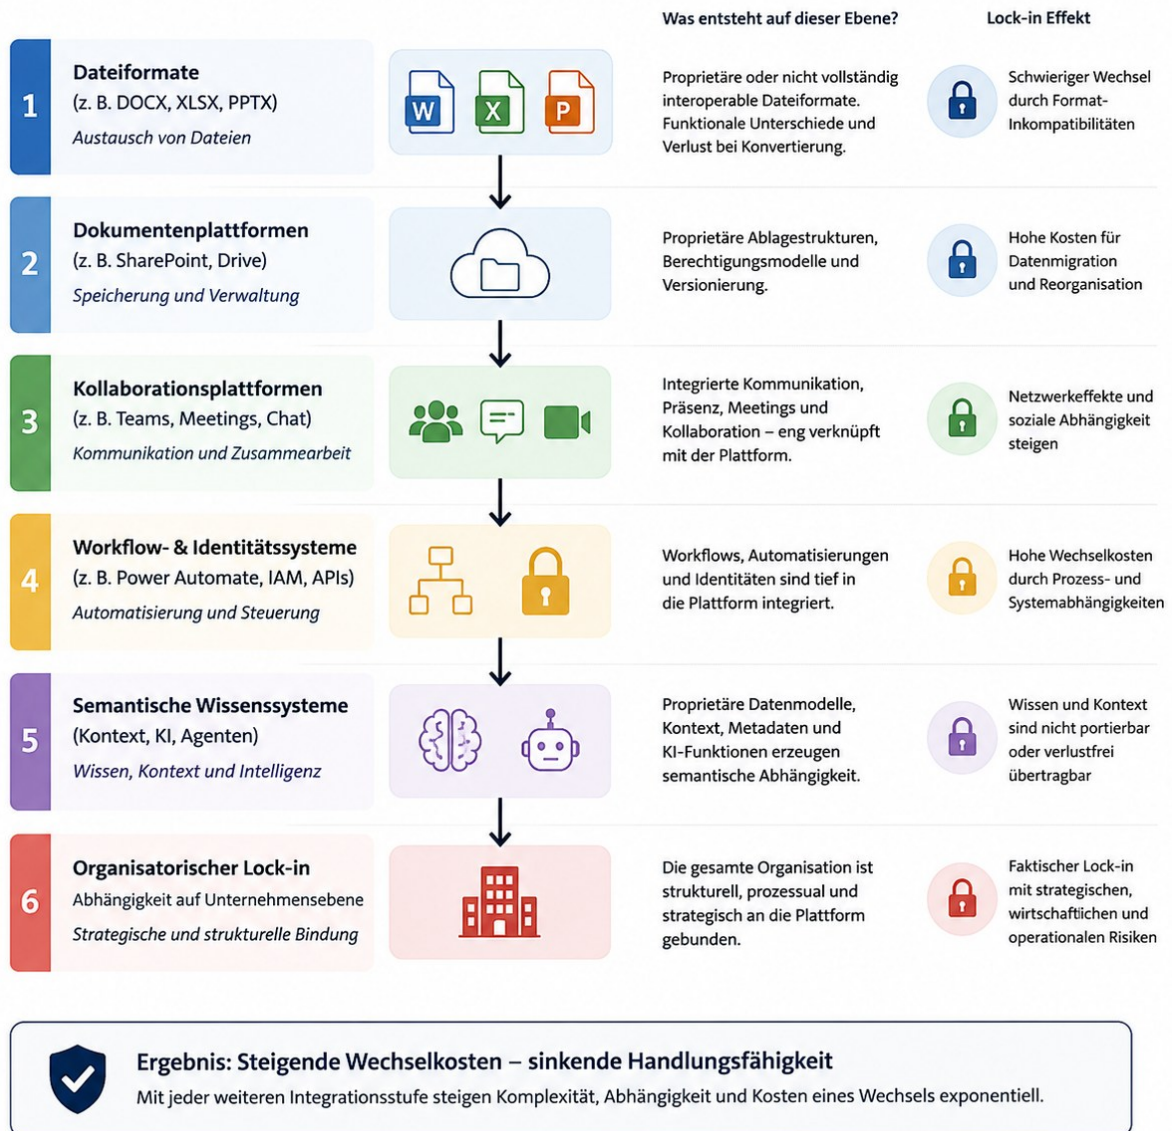 Was entsteht auf dieser Ebene?
Lock-in Effekt
1
Dateiformate
(z. B. DOCX, XLSX, PPTX)
Austausch von Dateien
W
X
P
Proprietäre oder nicht vollständig
interoperable Dateiformate.
Funktionale Unterschiede und
Verlust bei Konvertierung.
Schwieriger Wechsel
durch Format-
Inkompatibilitäten
2
Dokumentenplattformen
(z. B. SharePoint, Drive)
Speicherung und Verwaltung
Proprietäre Ablagestrukturen,
Berechtigungsmodelle und
Versionierung.
Hohe Kosten für
Datenmigration
und Reorganisation
3
Kollaborationsplattformen
(z. B. Teams, Meetings, Chat)
Kommunikation und Zusammearbeit
Integrierte Kommunikation,
Präsenz, Meetings und
Kollaboration – eng verknüpft
mit der Plattform.
Netzwerkeffekte und
soziale Abhängigkeit
steigen
4
Workflow- & Identitätssysteme
(z. B. Power Automate, IAM, APIs)
Automatisierung und Steuerung
Workflows, Automatisierungen
und Identitäten sind tief in
die Plattform integriert.
Hohe Wechselkosten
durch Prozess- und
Systemabhängigkeiten
5
Semantische Wissenssysteme
(Kontext, KI, Agenten)
Wissen, Kontext und Intelligenz
Proprietäre Datenmodelle,
Kontext, Metadaten und
KI-Funktionen erzeugen
semantische Abhängigkeit.
Wissen und Kontext
sind nicht portierbar
oder verlustfrei
übertragbar
6
Organisatorischer Lock-in
Abhängigkeit auf Unternehmensebene
Strategische und strukturelle Bindung
Die gesamte Organisation ist
strukturell, prozessual und
strategisch an die Plattform
gebunden.
Faktischer Lock-in
mit strategischen,
wirtschaftlichen und
operationalen Risiken
Ergebnis: Steigende Wechselkosten – sinkende Handlungsfähigkeit
Mit jeder weiteren Integrationsstufe steigen Komplexität, Abhängigkeit und Kosten eines Wechsels exponentiell.